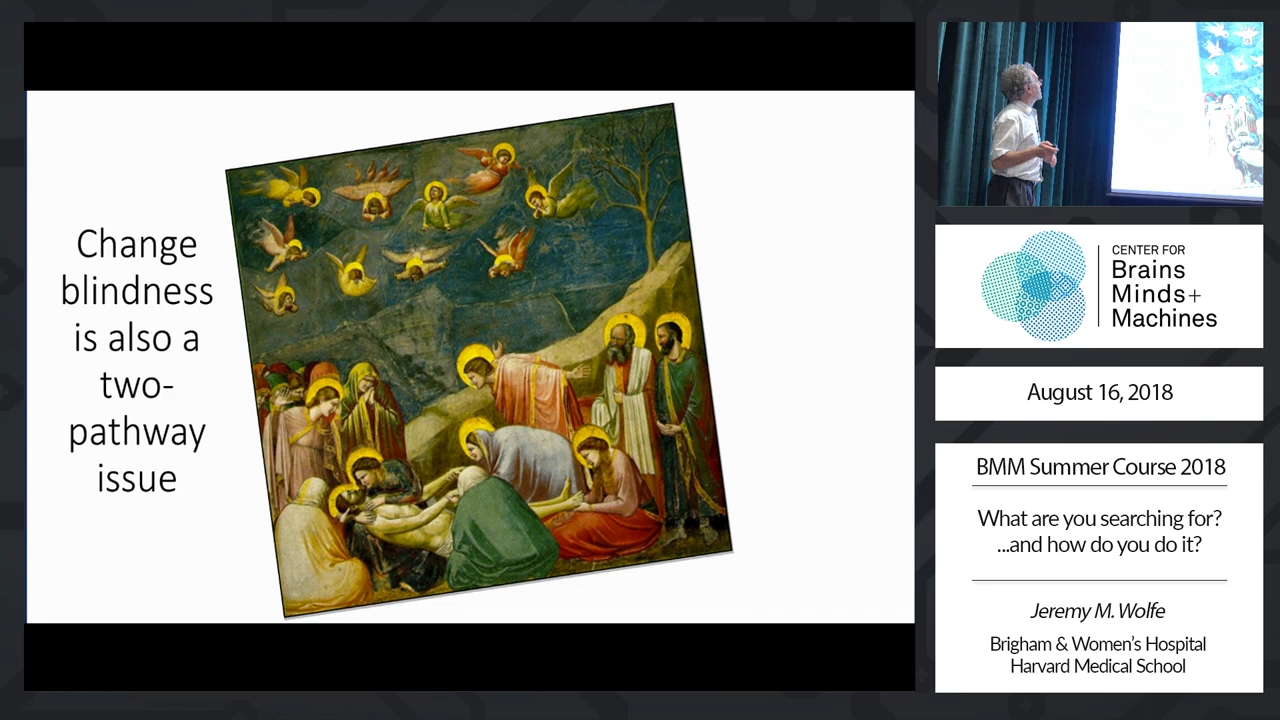 Change
blindness
is also a
two-
pathway
issue
CENTER FOR
Brains
Minds+
Machines
August 16, 2018
BMM Summer Course 2018
What are you searching for?
...and how do you do it?
Jeremy M. Wolfe
Brigham & Women's Hospital
Harvard Medical School